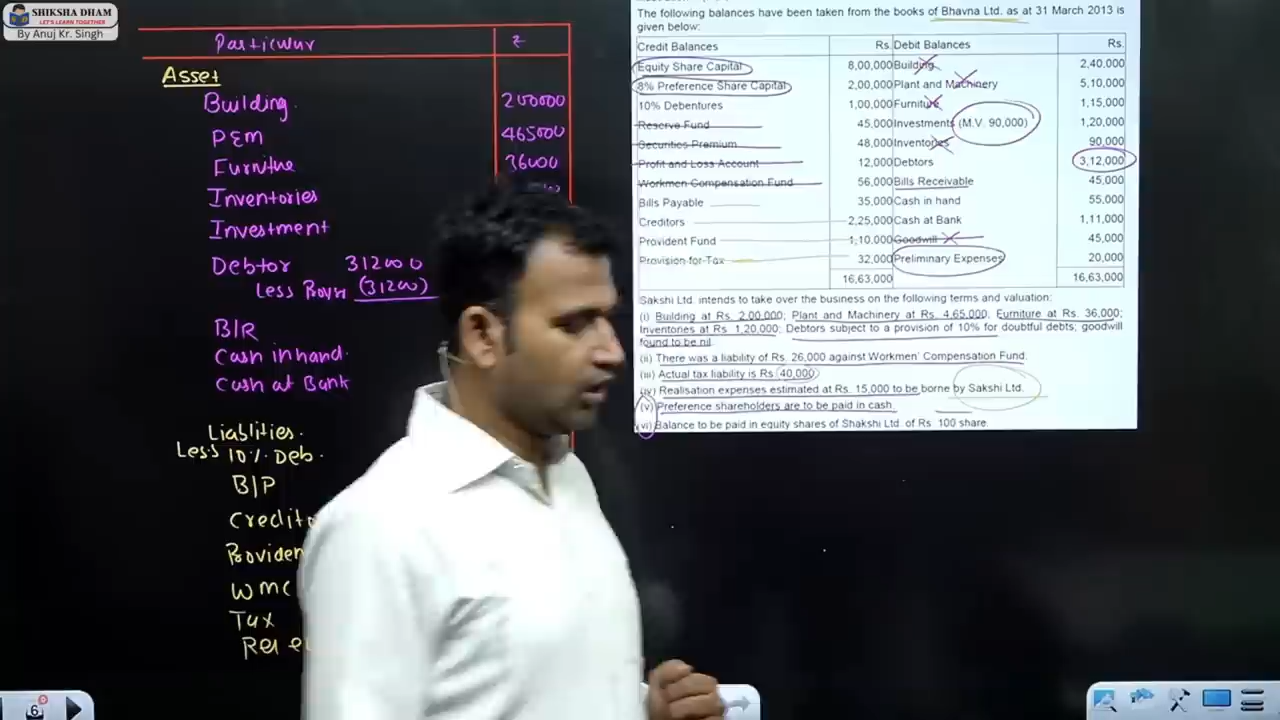 SHIKSHA DHAM
LET'S LEARN TOGETHER
By Anuj Kr. Singh
Particular ₹
Asset
Building. 200000
P&M 465000
Furniture 36000
Inventories
Investment
Debtor 312000
Less Provn (31200)
B/R
Cash in hand.
Cash at Bank
Liablities.
Less 10% Deb.
B/P
Credito
Providen
WMC
Tax
The following balances have been taken from the books of Bhavna Ltd. as at 31 March 2013 is
given below:
Credit Balances Rs. Debit Balances Rs.
Equity Share Capital 8,00,000 Building 2,40,000
8% Preference Share Capital 2,00,000 Plant and Machinery 5,10,000
10% Debentures 1,00,000 Furniture 1,15,000
Reserve Fund 45,000 Investments (M.V. 90,000) 1,20,000
Securities Premium 48,000 Inventories 90,000
Profit and Loss Account 12,000 Debtors 3,12,000
Workmen Compensation Fund 56,000 Bills Receivable 45,000
Bills Payable 35,000 Cash in hand 55,000
Creditors 2,25,000 Cash at Bank 1,11,000
Provident Fund 1,10,000 Goodwill 45,000
Provision for Tax 32,000 Preliminary Expenses 20,000
16,63,000 16,63,000
Sakshi Ltd. intends to take over the business on the following terms and valuation:
(i) Building at Rs. 2,00,000; Plant and Machinery at Rs. 4,65,000, Furniture at Rs. 36,000;
Inventories at Rs. 1,20,000; Debtors subject to a provision of 10% for doubtful debts; goodwill
found to be nil.
(ii) There was a liability of Rs. 26,000 against Workmen' Compensation Fund.
(iii) Actual tax liability is Rs. 40,000.
(iv) Realisation expenses estimated at Rs. 15,000 to be borne by Sakshi Ltd.
(v) Preference shareholders are to be paid in cash.
(vi) Balance to be paid in equity shares of Shakshi Ltd. of Rs. 100 share.
6